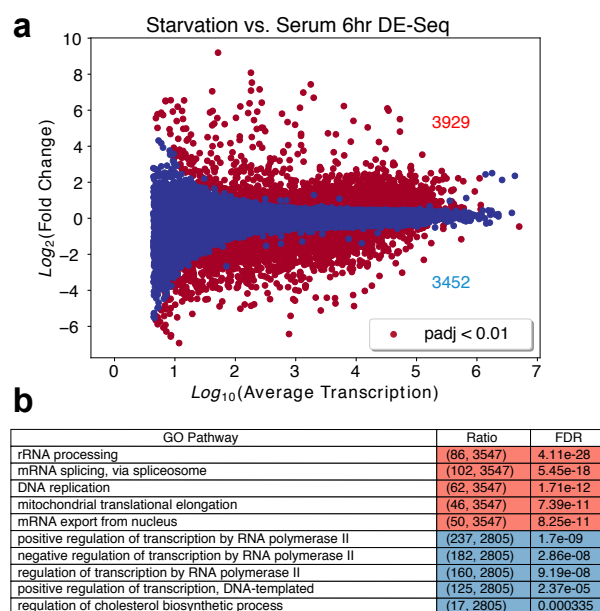 a
Starvation vs. Serum 6hr DE-Seq
10
8
6
4
2
0
−2
−4
−6
Log2(Fold Change)
3929
3452
padj < 0.01
0 1 2 3 4 5 6 7
Log10(Average Transcription)
b
GO Pathway Ratio FDR
rRNA processing (86, 3547) 4.11e-28
mRNA splicing, via spliceosome (102, 3547) 5.45e-18
DNA replication (62, 3547) 1.71e-12
mitochondrial translational elongation (46, 3547) 7.39e-11
mRNA export from nucleus (50, 3547) 8.25e-11
positive regulation of transcription by RNA polymerase II (237, 2805) 1.7e-09
negative regulation of transcription by RNA polymerase II (182, 2805) 2.86e-08
regulation of transcription by RNA polymerase II (160, 2805) 9.19e-08
positive regulation of transcription, DNA-templated (125, 2805) 2.37e-05
regulation of cholesterol biosynthetic process (17, 2805) 0.000335